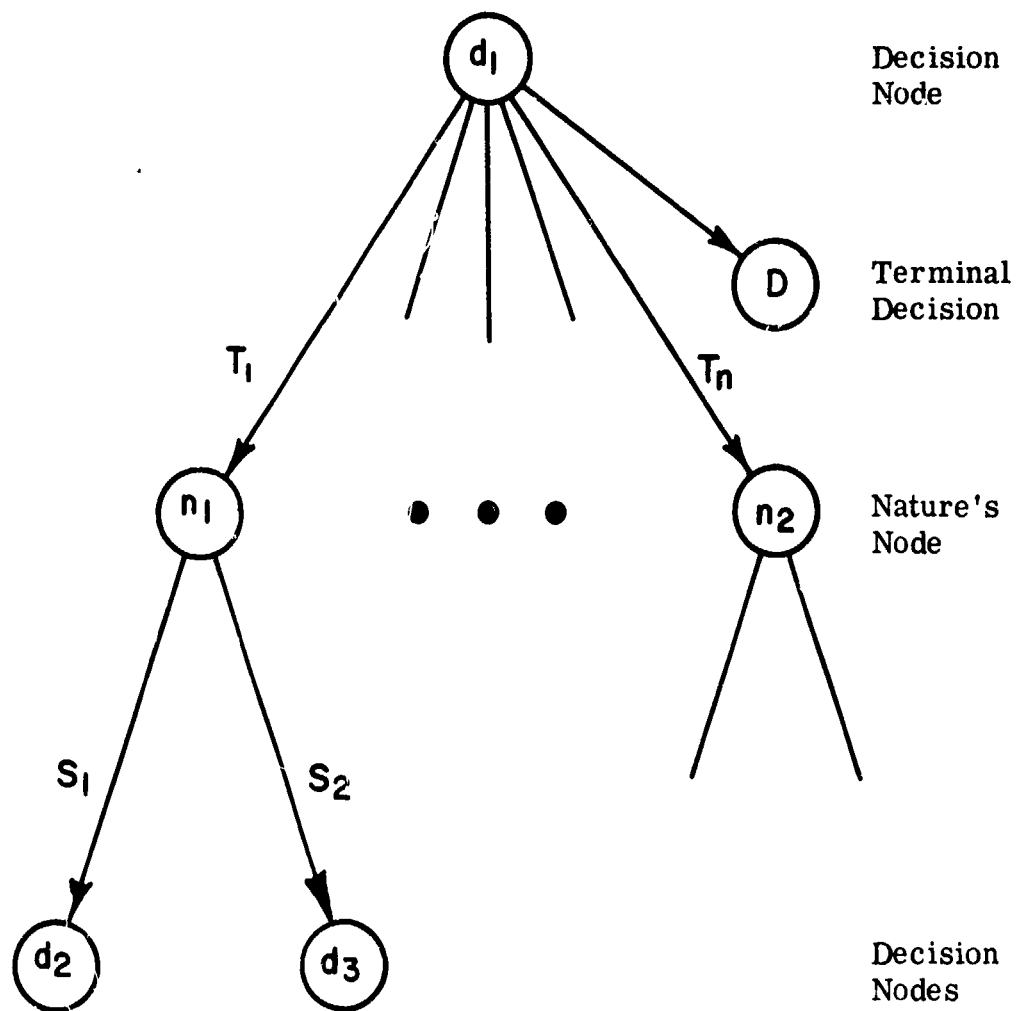 d1
Decision
Node
D
Terminal
Decision
T1
Tn
n1
n2
Nature's
Node
S1
S2
d2
d3
Decision
Nodes